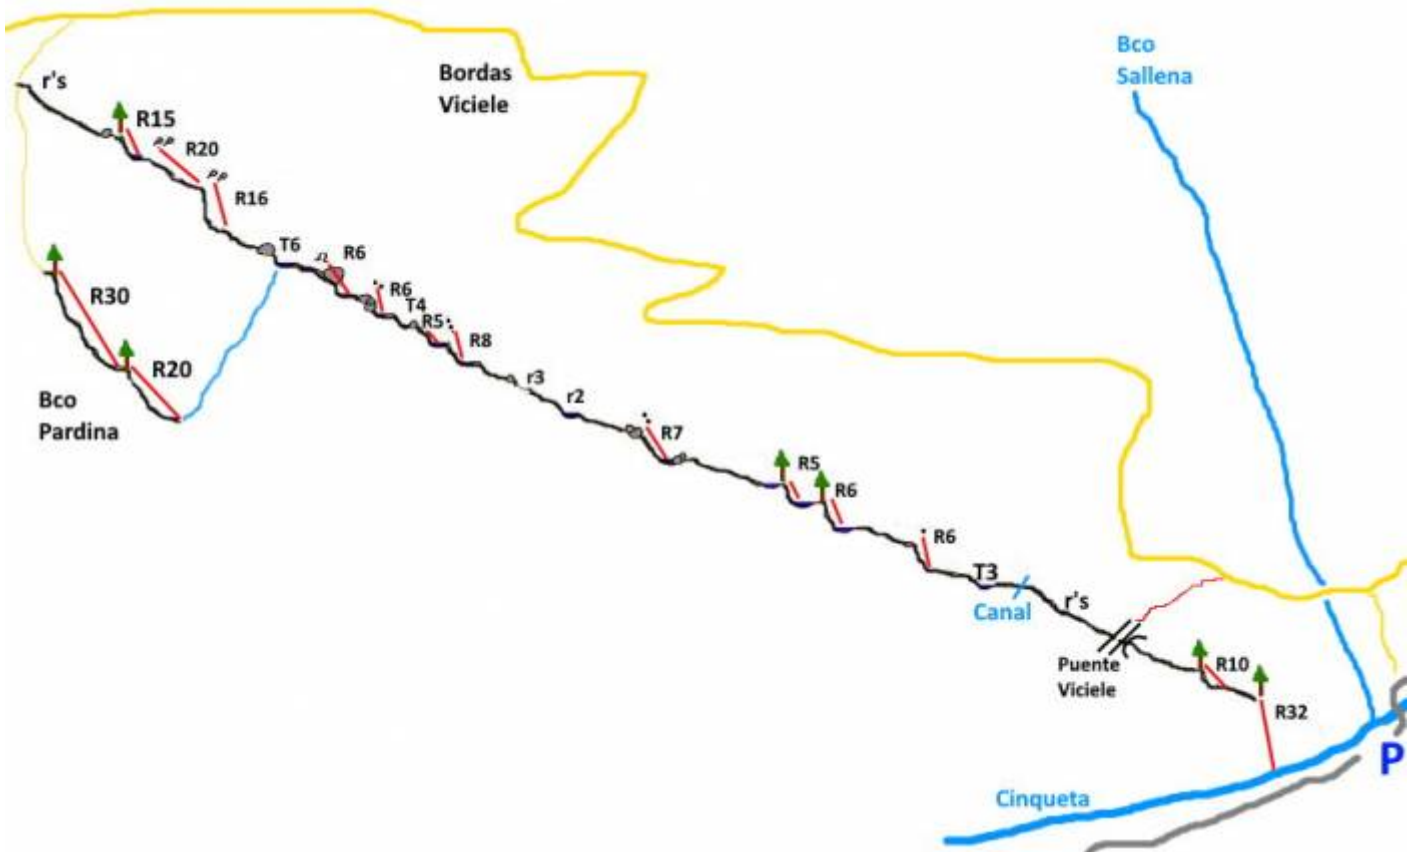 Bco
Sallena
Bordas
Viciele
r's
R15
R20
R16
T6
R6
R6
T4
R5
R8
R30
R20
Bco
Pardina
r3
r2
R7
R5
R6
R6
T3
Canal
r's
Puente
Viciele
R10
R32
P
Cinqueta